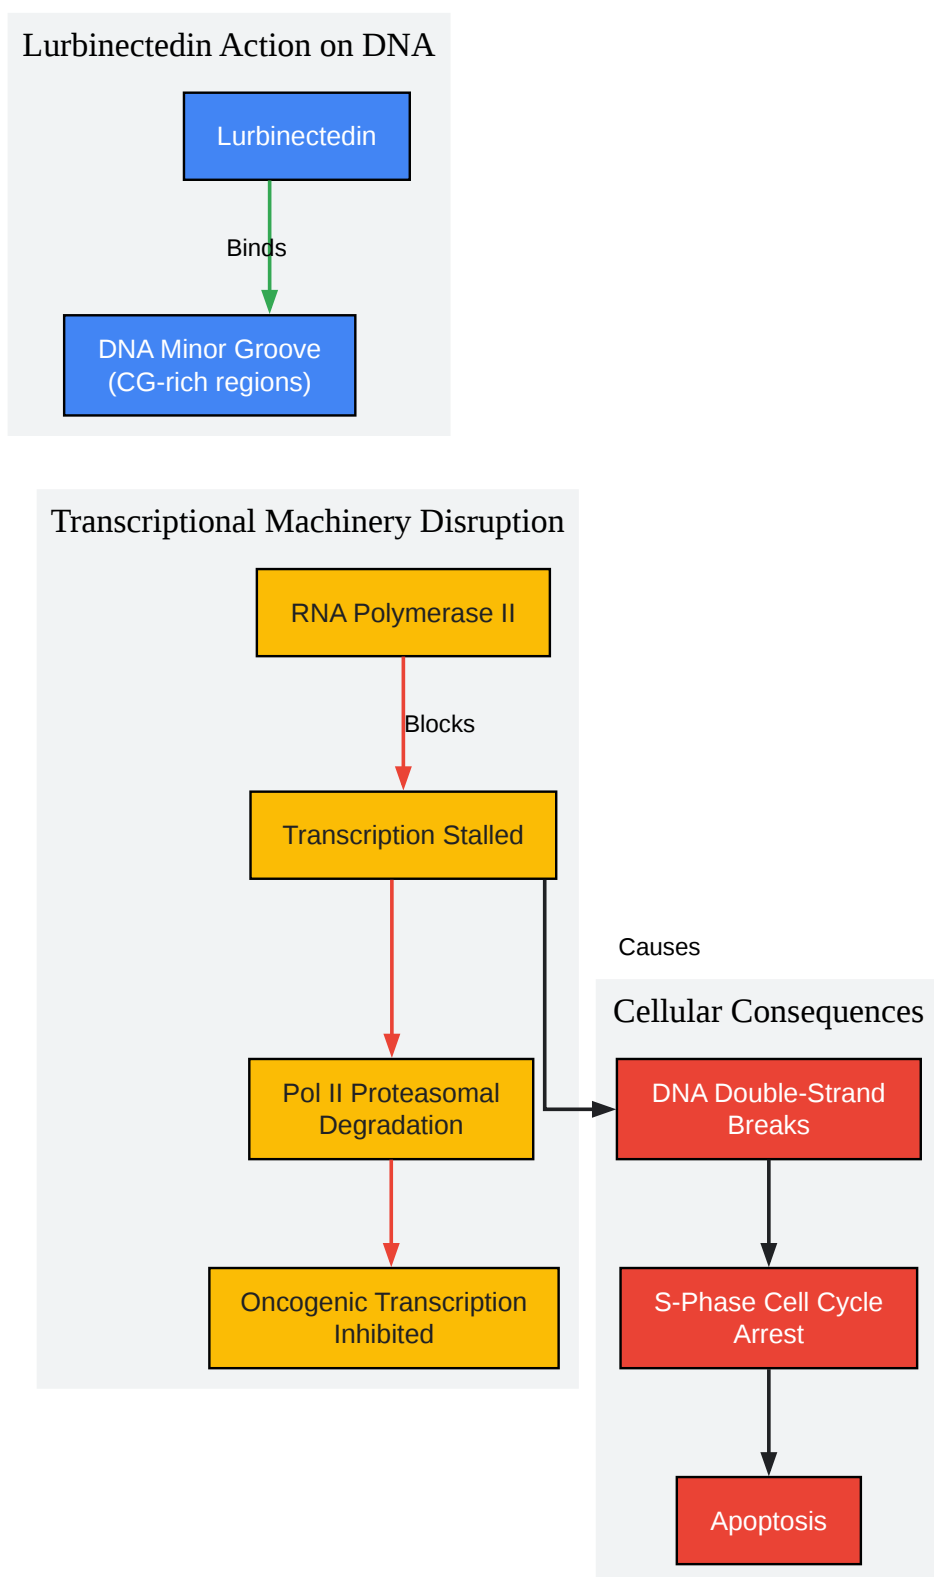 Lurbinectedin Action on DNA
Lurbinectedin
Binds
DNA Minor Groove
(CG-rich regions)
Transcriptional Machinery Disruption
RNA Polymerase II
Blocks
Transcription Stalled
Causes
Cellular Consequences
Pol II Proteasomal
Degradation
DNA Double-Strand
Breaks
Oncogenic Transcription
Inhibited
S-Phase Cell Cycle
Arrest
Apoptosis